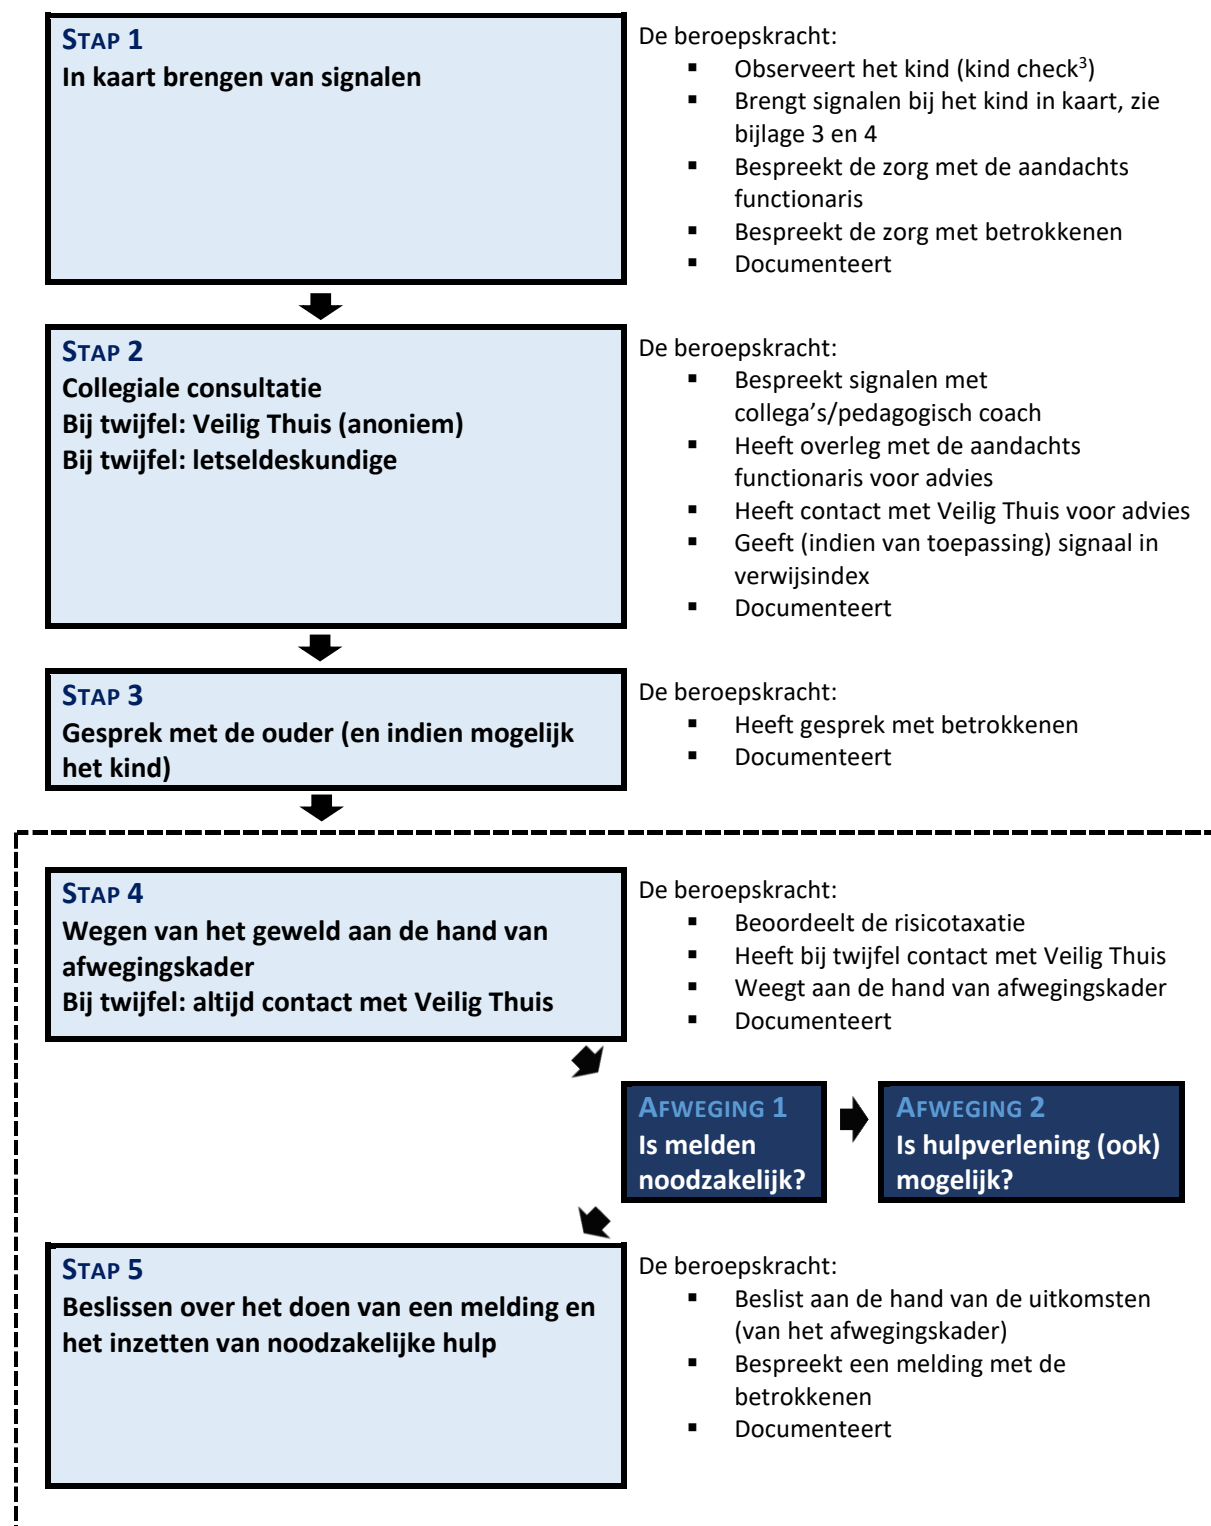 STAP 1
In kaart brengen van signalen
De beroepskracht:
▪ Observeert het kind (kind check³)
▪ Brengt signalen bij het kind in kaart, zie
bijlage 3 en 4
▪ Bespreekt de zorg met de aandachts
functionaris
▪ Bespreekt de zorg met betrokkenen
▪ Documenteert
STAP 2
Collegiale consultatie
Bij twijfel: Veilig Thuis (anoniem)
Bij twijfel: letseldeskundige
De beroepskracht:
▪ Bespreekt signalen met
collega’s/pedagogisch coach
▪ Heeft overleg met de aandachts
functionaris voor advies
▪ Heeft contact met Veilig Thuis voor advies
▪ Geeft (indien van toepassing) signaal in
verwijsindex
▪ Documenteert
STAP 3
Gesprek met de ouder (en indien mogelijk
het kind)
De beroepskracht:
▪ Heeft gesprek met betrokkenen
▪ Documenteert
STAP 4
Wegen van het geweld aan de hand van
afwegingskader
Bij twijfel: altijd contact met Veilig Thuis
De beroepskracht:
▪ Beoordeelt de risicotaxatie
▪ Heeft bij twijfel contact met Veilig Thuis
▪ Weegt aan de hand van afwegingskader
▪ Documenteert
AFWEGING 1
Is melden
noodzakelijk?
AFWEGING 2
Is hulpverlening (ook)
mogelijk?
STAP 5
Beslissen over het doen van een melding en
het inzetten van noodzakelijke hulp
De beroepskracht:
▪ Beslist aan de hand van de uitkomsten
(van het afwegingskader)
▪ Bespreekt een melding met de
betrokkenen
▪ Documenteert